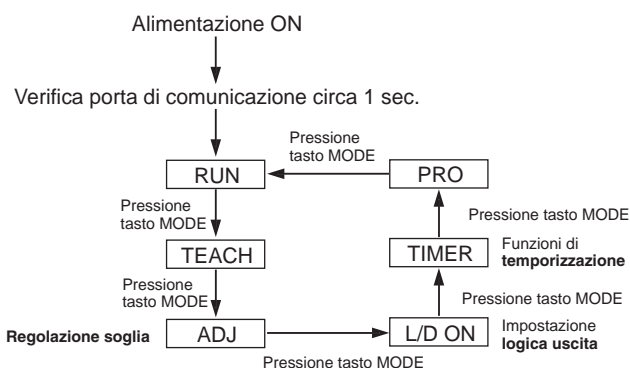 Alimentazione ON
Verifica porta di comunicazione circa 1 sec.
Pressione
tasto MODE
RUN
PRO
Pressione
tasto MODE
Pressione tasto MODE
TEACH
TIMER
Funzioni di
temporizzazione
Pressione
tasto MODE
Pressione tasto MODE
Regolazione soglia
ADJ
L/D ON
Impostazione
logica uscita
Pressione tasto MODE